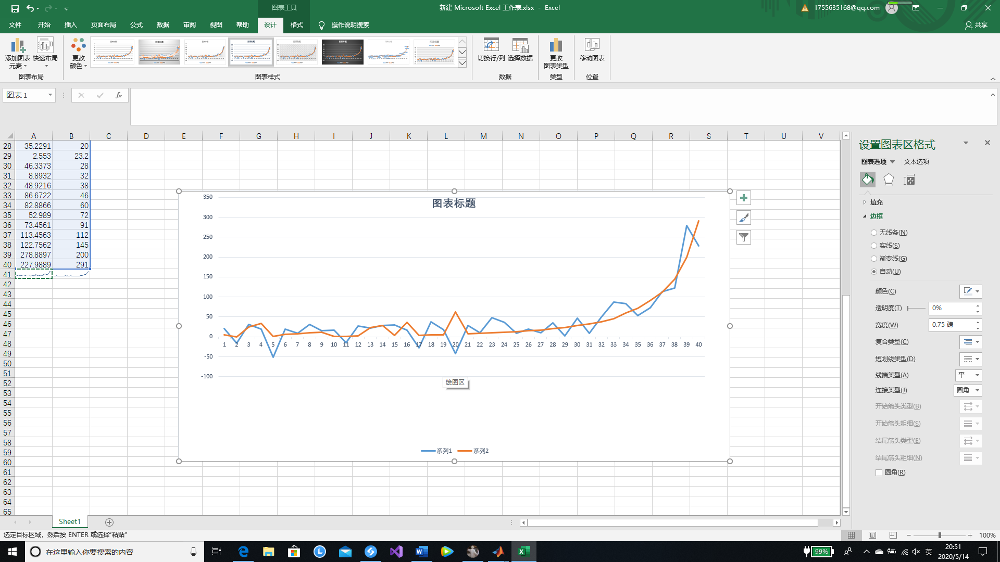 图表工具
新建 Microsoft Excel 工作表.xlsx - Excel
1755635168@qq.com
文件 开始 插入 页面布局 公式 数据 审阅 视图 帮助 设计 格式 操作说明搜索 共享
添加图表元素 快速布局 更改颜色 切换行/列 选择数据 更改图表类型 移动图表
图表布局 图表样式 数据 类型 位置
图表 1
fx
A B C D E F G H I J K L M N O P Q R S T U V
28 35.2291 20
29 2.553 23.2
30 46.3373 28
31 8.8932 32
32 48.9216 38
33 86.6722 46
34 82.8866 60
35 52.989 72
36 73.4561 91
37 113.4563 112
38 122.7562 145
39 278.8897 200
40 227.9889 291
41
42
43
44
45
46
47
48
49
50
51
52
53
54
55
56
57
58
59
60
61
62
63
64
65
图表标题
350
300
250
200
150
100
50
0
-50
-100
1 2 3 4 5 6 7 8 9 10 11 12 13 14 15 16 17 18 19 20 21 22 23 24 25 26 27 28 29 30 31 32 33 34 35 36 37 38 39 40
绘图区
系列1 系列2
设置图表区格式
图表选项 文本选项
填充
边框
无线条(N)
实线(S)
渐变线(G)
自动(U)
颜色(C)
透明度(T) 0%
宽度(W) 0.75 磅
复合类型(C)
短划线类型(D)
线端类型(A) 平
连接类型(J) 圆角
开始箭头类型(B)
开始箭头粗细(S)
结尾箭头类型(E)
结尾箭头粗细(N)
圆角(R)
Sheet1
选定目标区域，然后按 ENTER 或选择"粘贴"
100%
在这里输入你要搜索的内容
99%
英
20:51
2020/5/14